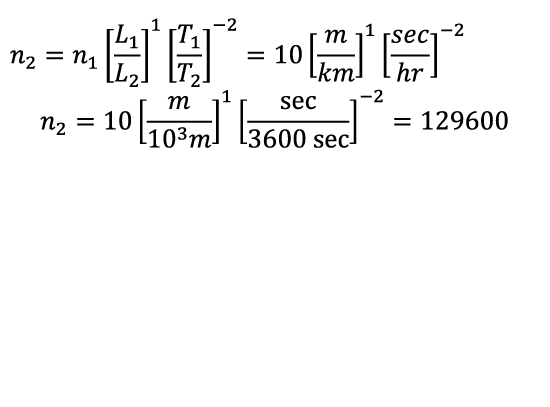 n₂ = n₁ [L₁/L₂]¹ [T₁/T₂]⁻² = 10 [m/km]¹ [sec/hr]⁻²
n₂ = 10 [m/10³m]¹ [sec/3600 sec]⁻² = 129600